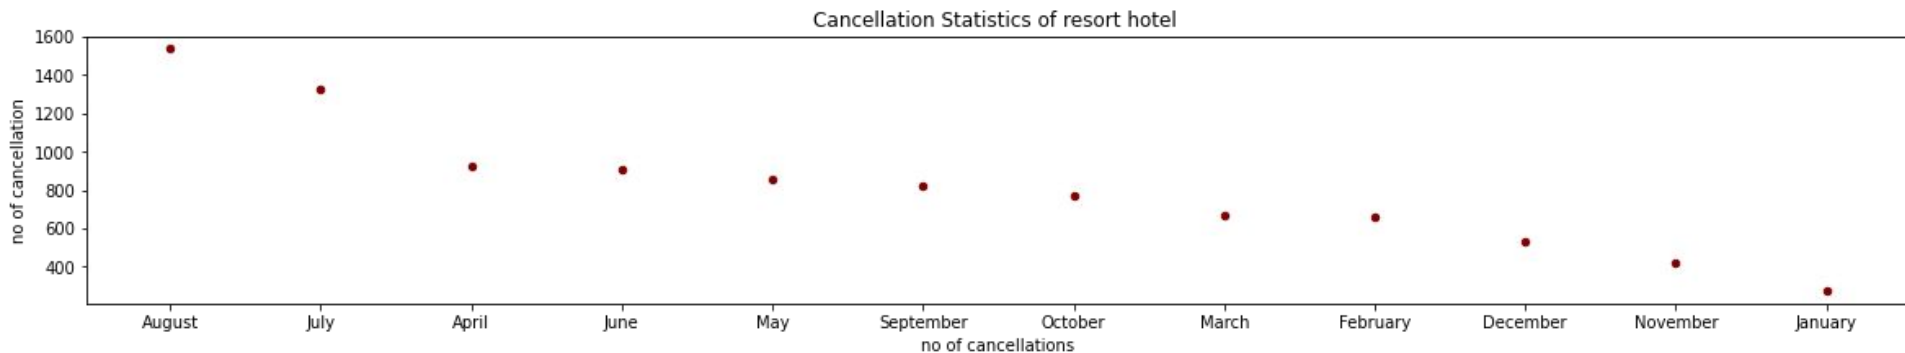 Cancellation Statistics of resort hotel
no of cancellation
1600
1400
1200
1000
800
600
400
August July April June May September October March February December November January
no of cancellations